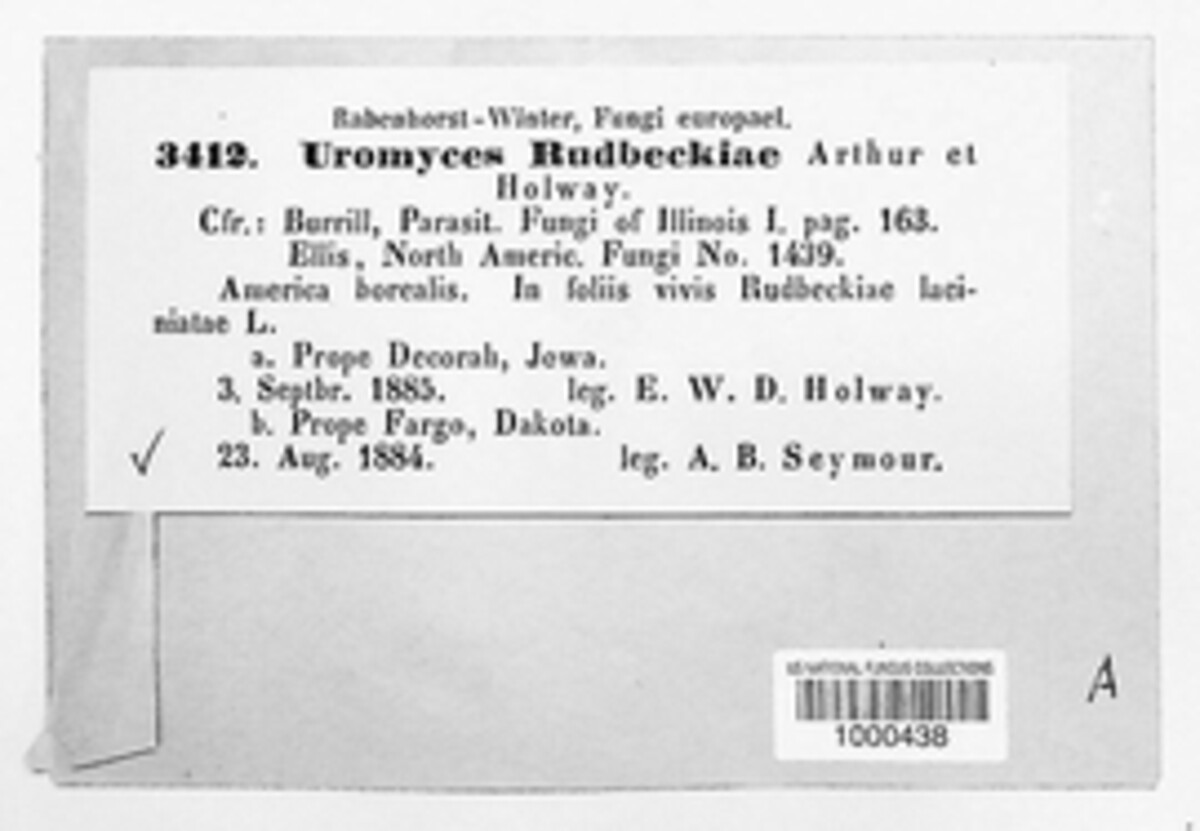 Rabenhorst-Winter, Fungi europaei.
3412. Uromyces Rudbeckiae Arthur et
Holway.
Cfr.: Burrill, Parasit. Fungi of Illinois I. pag. 163.
Ellis, North Americ. Fungi No. 1439.
America borealis. In foliis vivis Rudbeckiae laci-
niatae L.
a. Prope Decorah, Jowa.
3. Septbr. 1885. leg. E. W. D. Holway.
b. Prope Fargo, Dakota.
✓ 23. Aug. 1884. leg. A. B. Seymour.
US NATIONAL FUNGUS COLLECTIONS
1000438
A